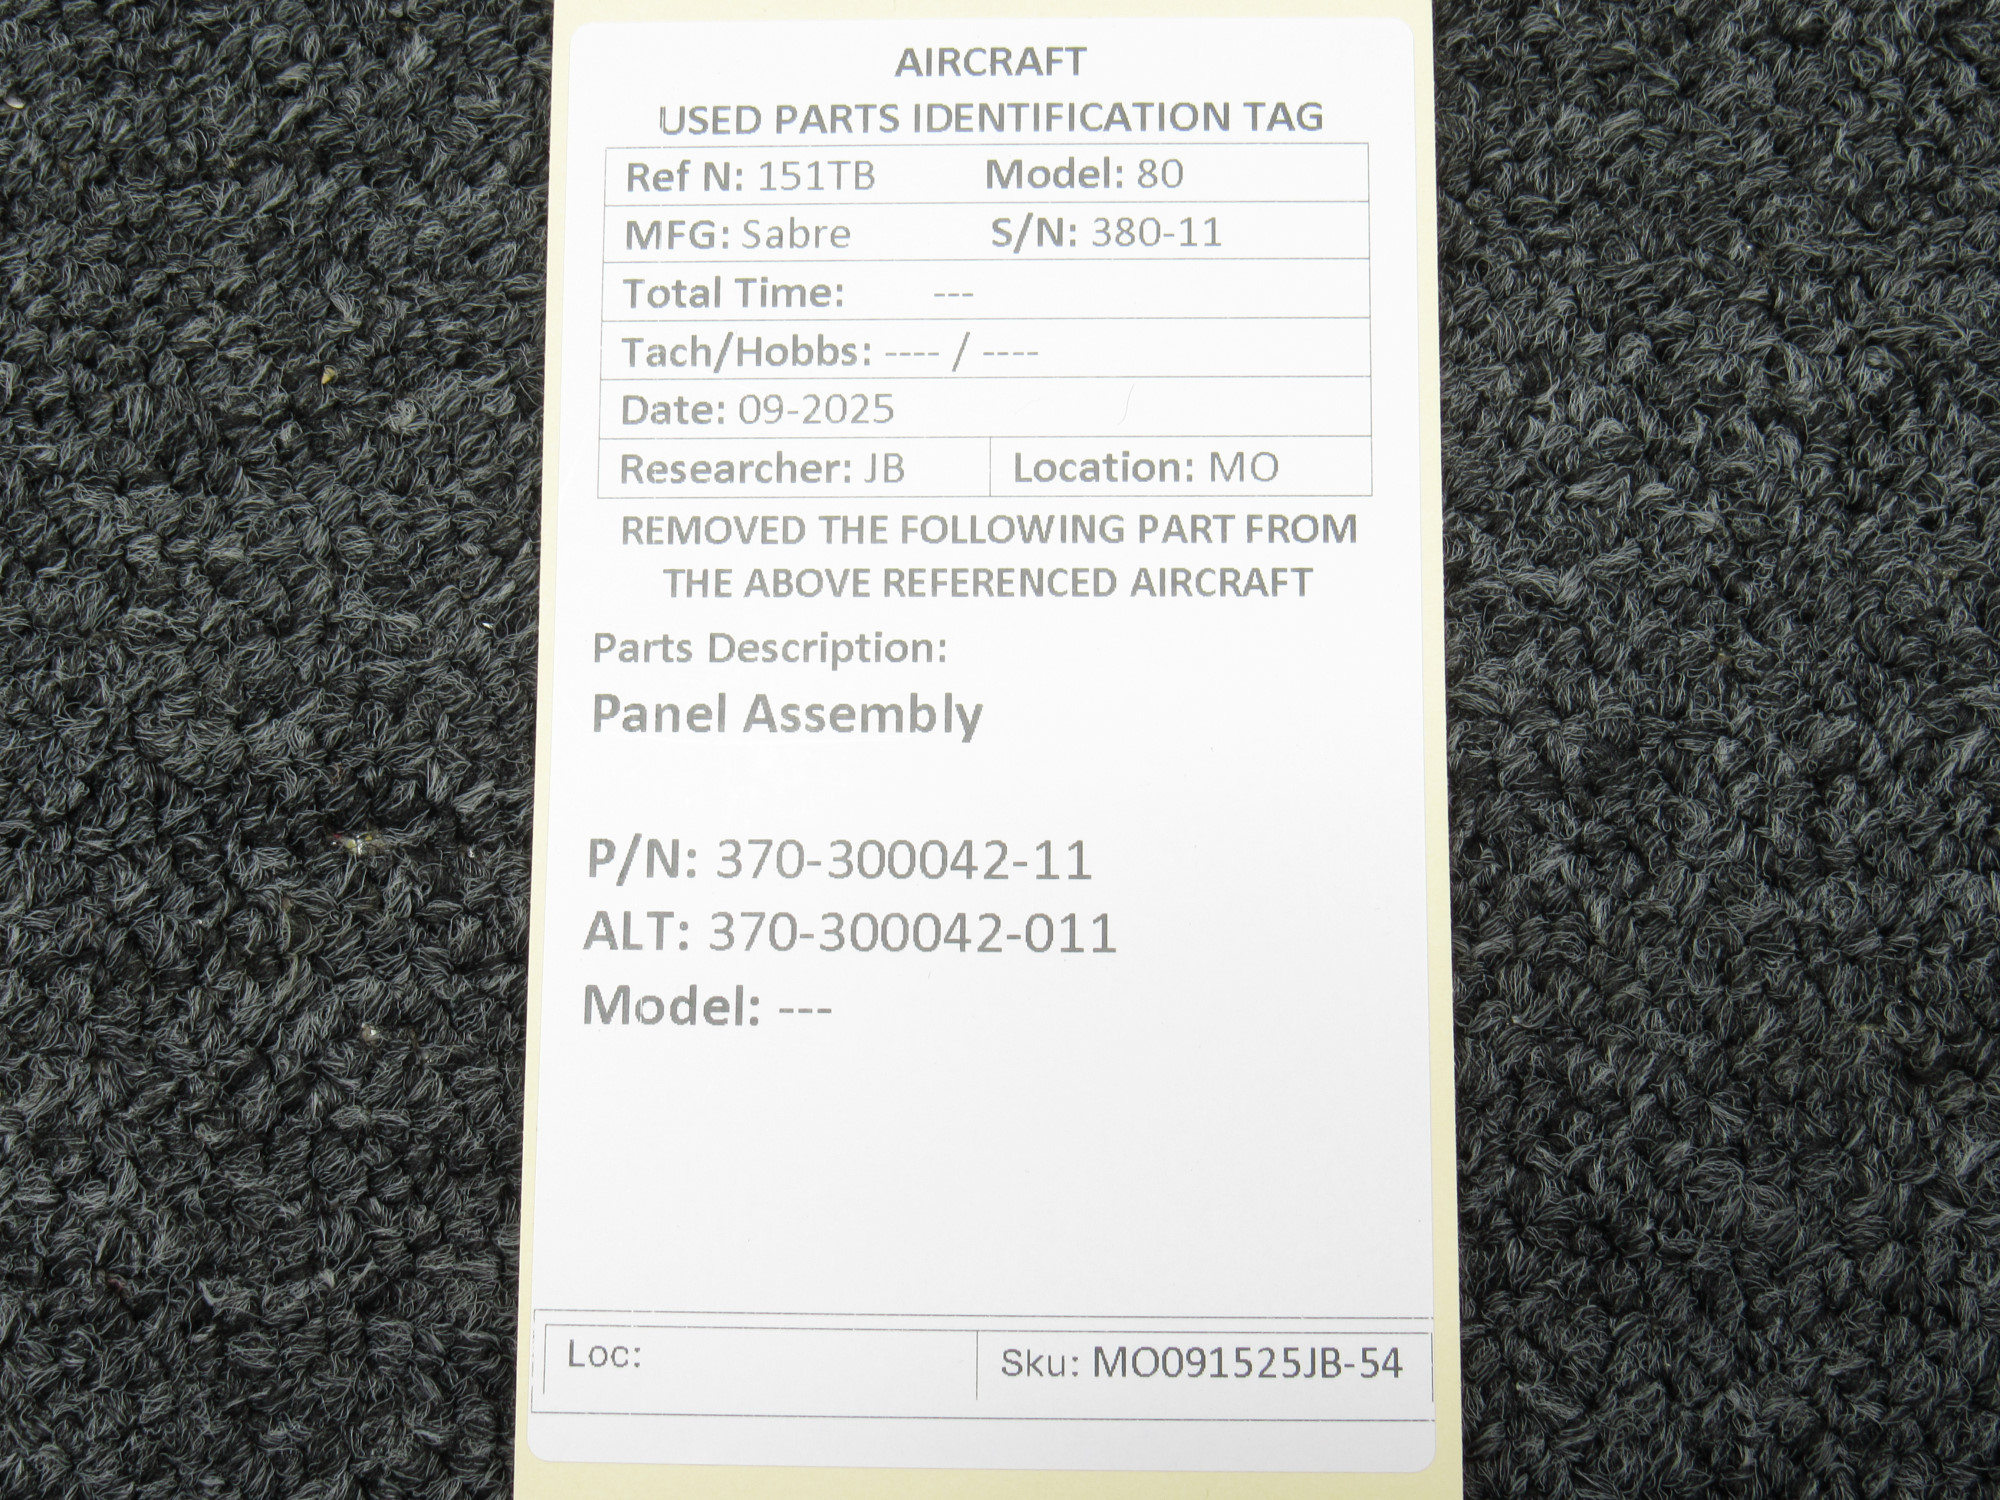 AIRCRAFT
USED PARTS IDENTIFICATION TAG
Ref N: 151TB Model: 80
MFG: Sabre S/N: 380-11
Total Time: ---
Tach/Hobbs: ---- / ----
Date: 09-2025
Researcher: JB Location: MO
REMOVED THE FOLLOWING PART FROM
THE ABOVE REFERENCED AIRCRAFT
Parts Description:
Panel Assembly
P/N: 370-300042-11
ALT: 370-300042-011
Model: ---
Loc: Sku: MO091525JB-54